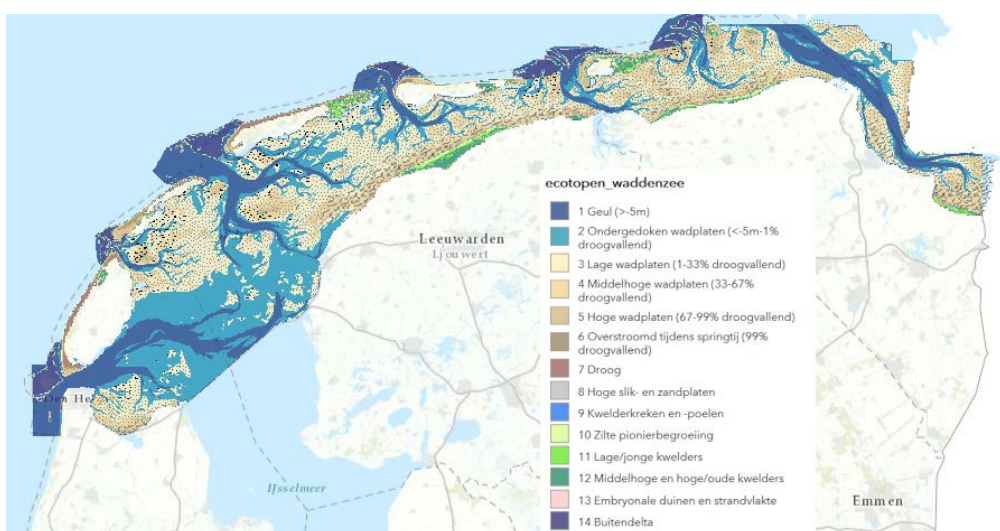 ecotopen_waddenzee
1 Geul (>-5m)
2 Ondergedoken wadplaten (<-5m-1%
droogvallend)
3 Lage wadplaten (1-33% droogvallend)
4 Middelhoge wadplaten (33-67%
droogvallend)
5 Hoge wadplaten (67-99% droogvallend)
6 Overstroomd tijdens springtij (99%
droogvallend)
7 Droog
8 Hoge slik- en zandplaten
9 Kwelderkreken en -poelen
10 Zilte pionierbegroeiing
11 Lage/jonge kwelders
12 Middelhoge en hoge/oude kwelders
13 Embryonale duinen en strandvlakte
14 Buitendelta
Leeuwarden
Ljouwert
Den He
IJsselmeer
Emmen